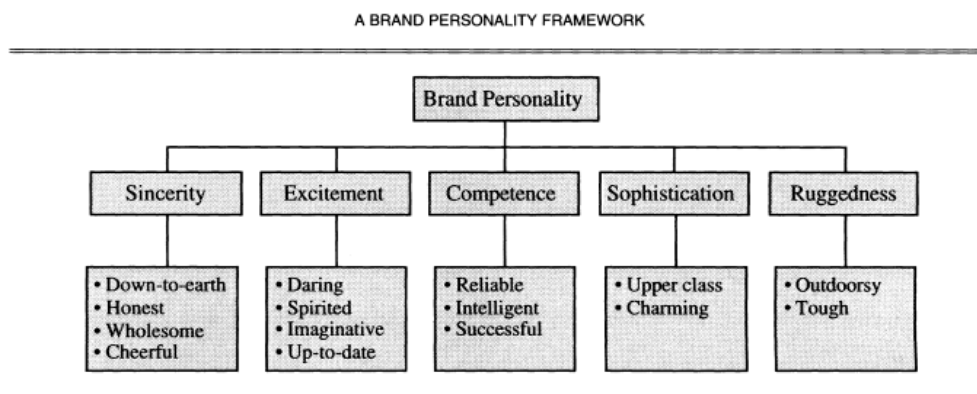 A BRAND PERSONALITY FRAMEWORK
Brand Personality
Sincerity
Excitement
Competence
Sophistication
Ruggedness
• Down-to-earth
• Honest
• Wholesome
• Cheerful
• Daring
• Spirited
• Imaginative
• Up-to-date
• Reliable
• Intelligent
• Successful
• Upper class
• Charming
• Outdoorsy
• Tough